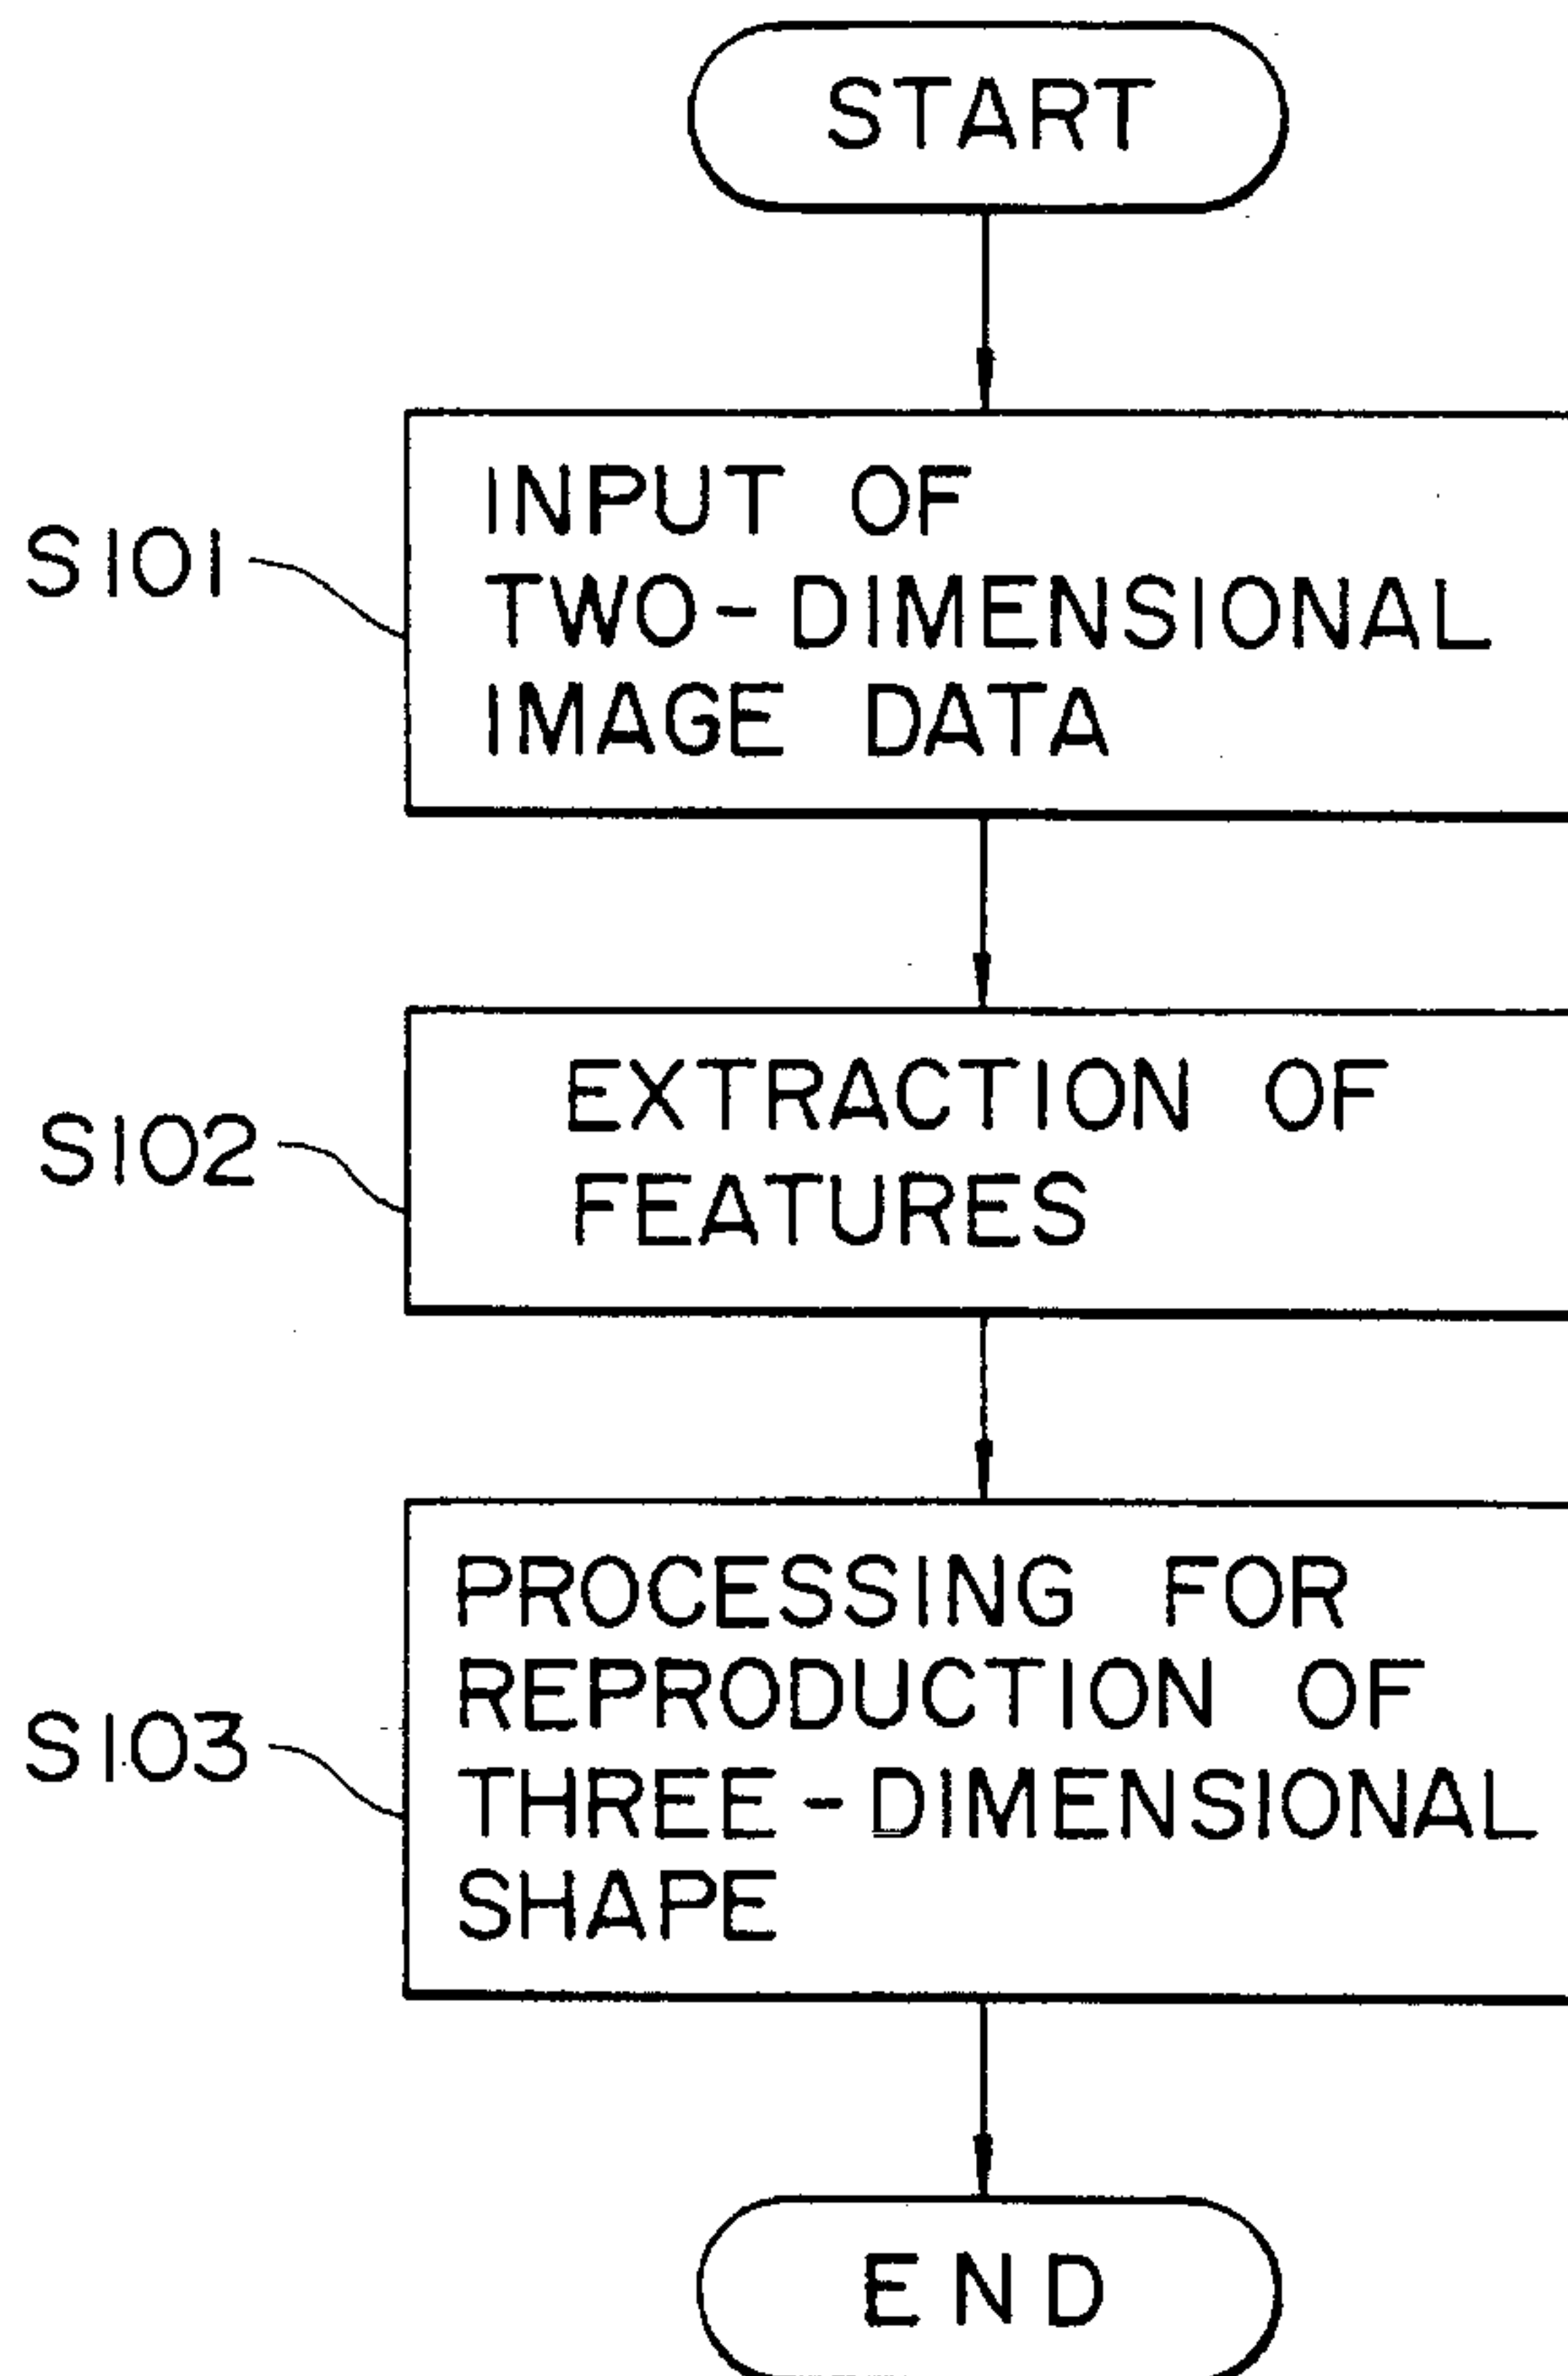 START
INPUT OF
S101
TWO-DIMENSIONAL
IMAGE DATA
EXTRACTION OF
S102
FEATURES
PROCESSING FOR
REPRODUCTION OF
S103
THREE-DIMENSIONAL
SHAPE
END